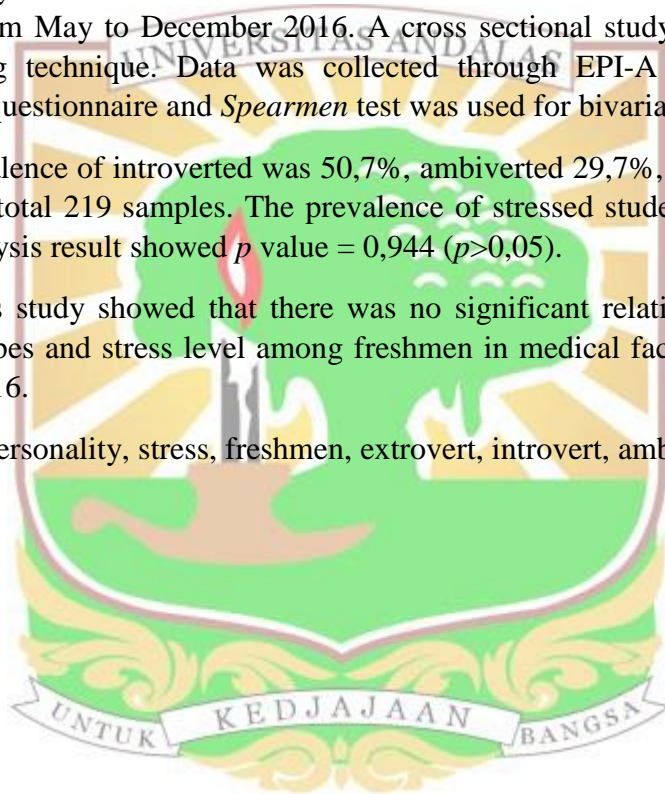 m May to December 2016. A cross sectional study
UNIVERSITAS ANDALAS
g technique. Data was collected through EPI-A
uestionnaire and Spearmen test was used for bivaria
lence of introverted was 50,7%, ambiverted 29,7%,
total 219 samples. The prevalence of stressed stude
ysis result showed p value = 0,944 (p>0,05).
s study showed that there was no significant relati
pes and stress level among freshmen in medical fac
16.
ersonality, stress, freshmen, extrovert, introvert, amb
UNTUK KEDJAJAAN BANGSA